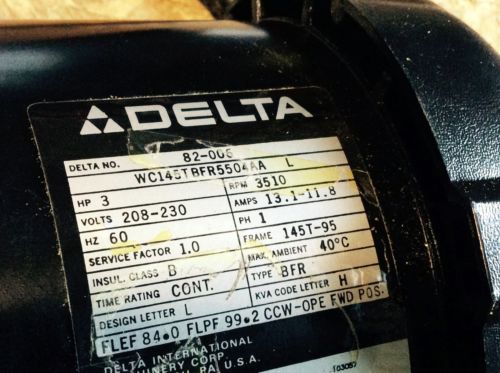 DELTA
DELTA NO. 82-006
WC145TBFR5504AA L
HP 3 RPM 3510
VOLTS 208-230 AMPS 13.1-11.8
HZ 60 PH 1
SERVICE FACTOR 1.0 FRAME 145T-95
INSUL. CLASS B MAX. AMBIENT 40°C
TIME RATING CONT. TYPE BFR
DESIGN LETTER L KVA CODE LETTER H
FLEF 84.0 FLPF 99.2 CCW-OPE FWD POS.
DELTA INTERNATIONAL
MACHINERY CORP.
PA, U.S.A.
103057